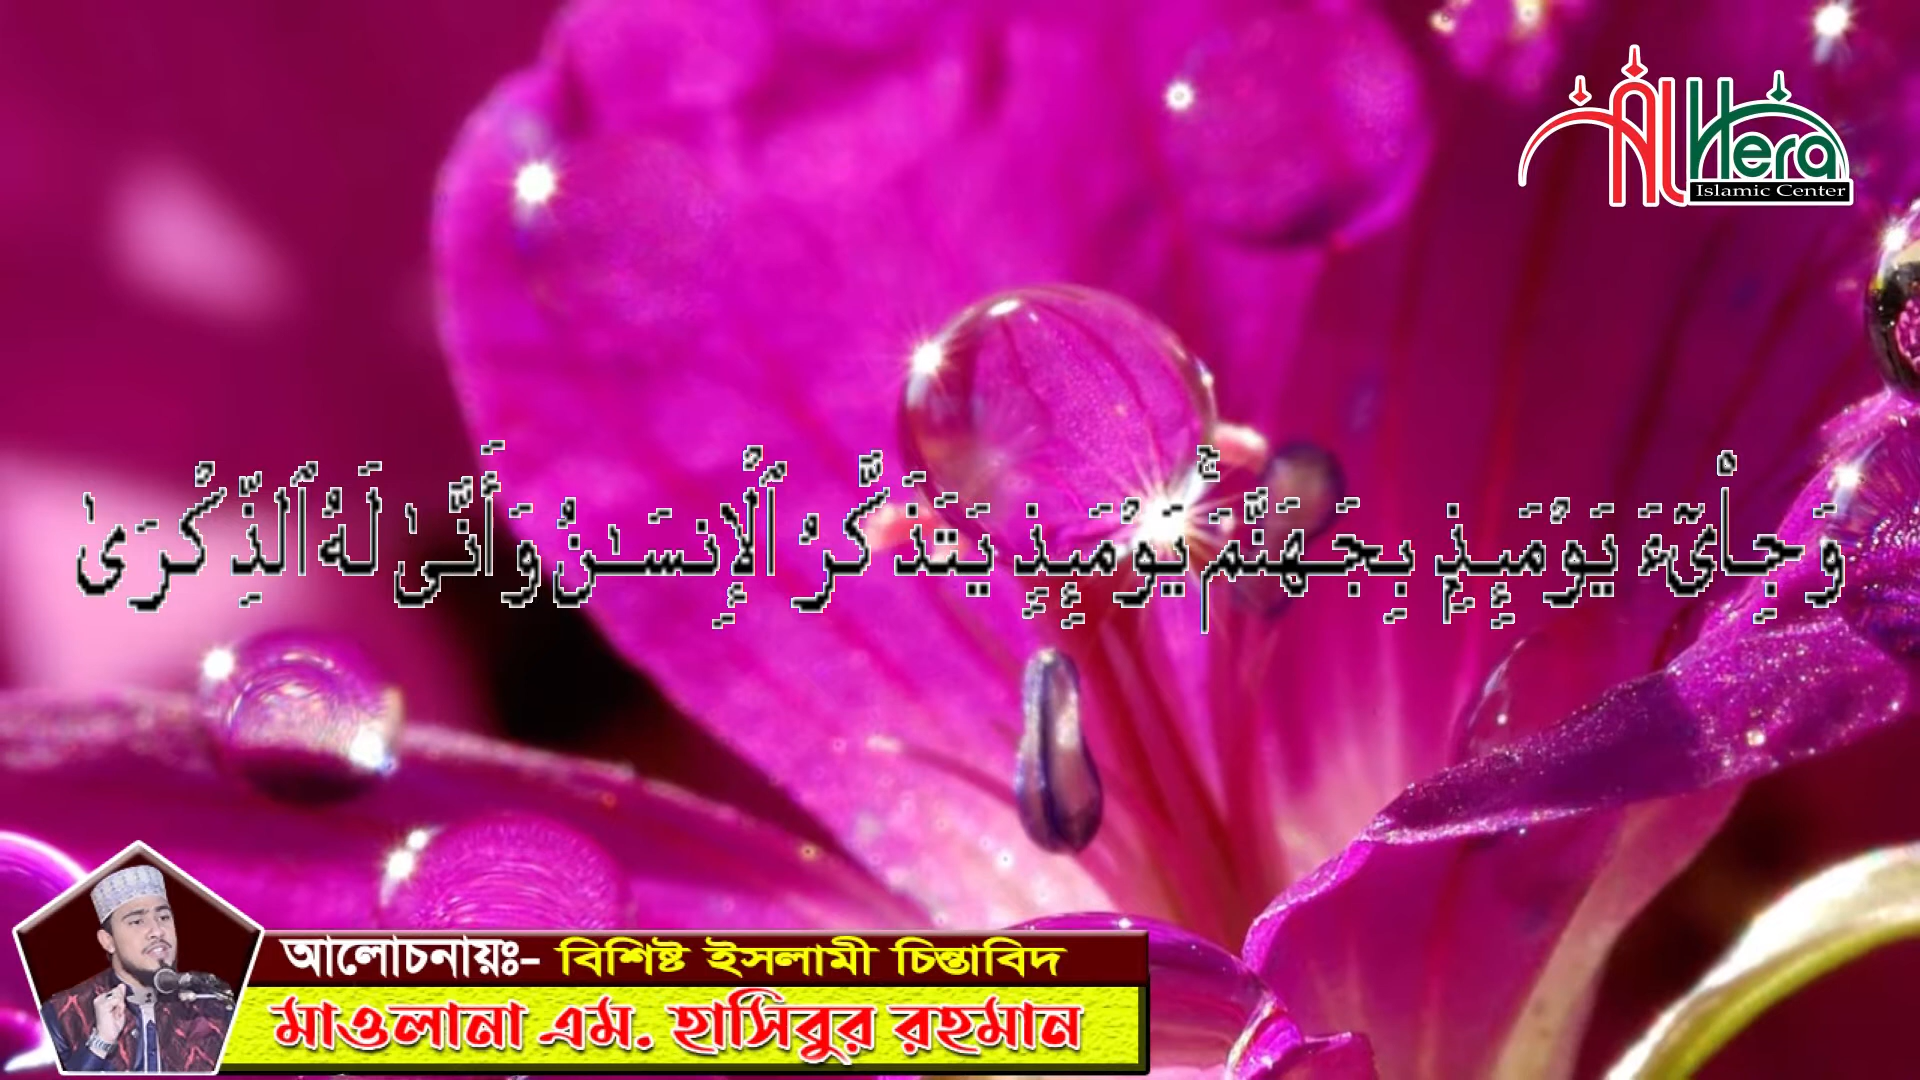 AL Hera
Islamic Center
وَجِا۟ىٓءَ يَوْمَئِذٍۭ بِجَهَنَّمَ ۚ يَوْمَئِذٍ يَتَذَكَّرُ ٱلْإِنسَـٰنُ وَأَنَّىٰ لَهُ ٱلذِّكْرَىٰ
আলোচনায়ঃ- বিশিষ্ট ইসলামী চিন্তাবিদ
মাওলানা এম. হাসিবুর রহমান